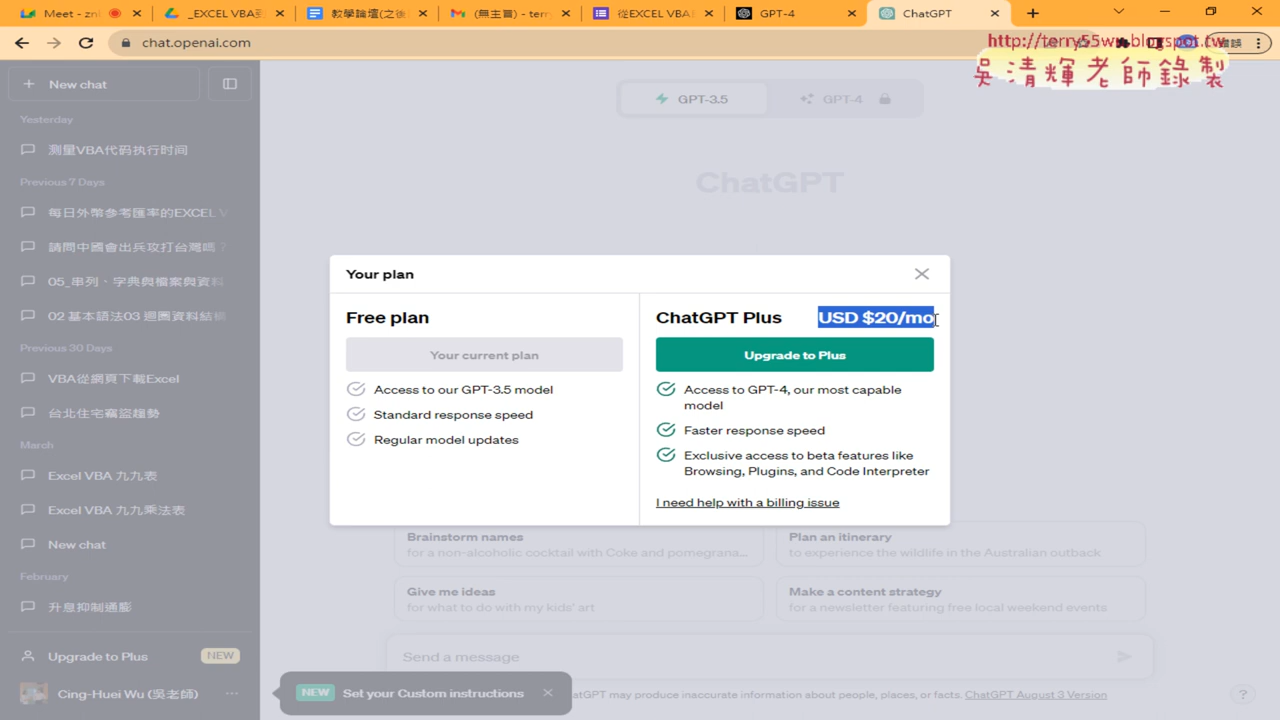 Meet - zni
_EXCEL VBA到
教學論壇(之後
(無主旨) - terr
從EXCEL VBA
GPT-4
ChatGPT
chat.openai.com
http://terry55wu.blogspot.tw
吳清輝老師錄製
New chat
GPT-3.5
GPT-4
Yesterday
測量VBA代码执行时间
Previous 7 Days
每日外幣參考匯率的EXCEL V
請問中國會出兵攻打台灣嗎？
05_串列、字典與檔案與資料
02 基本語法03 迴圈資料結構
Previous 30 Days
VBA從網頁下載Excel
台北住宅竊盜趨勢
March
Excel VBA 九九表
Excel VBA 九九乘法表
New chat
February
升息抑制通膨
Upgrade to Plus
NEW
Cing-Huei Wu (吳老師)
ChatGPT
Your plan
Free plan
Your current plan
Access to our GPT-3.5 model
Standard response speed
Regular model updates
ChatGPT Plus
USD $20/mo
Upgrade to Plus
Access to GPT-4, our most capable
model
Faster response speed
Exclusive access to beta features like
Browsing, Plugins, and Code Interpreter
I need help with a billing issue
Brainstorm names
for a non-alcoholic cocktail with Coke and pomegrana...
Plan an itinerary
to experience the wildlife in the Australian outback
Give me ideas
for what to do with my kids' art
Make a content strategy
for a newsletter featuring free local weekend events
Send a message
NEW
Set your Custom instructions
atGPT may produce inaccurate information about people, places, or facts. ChatGPT August 3 Version
?